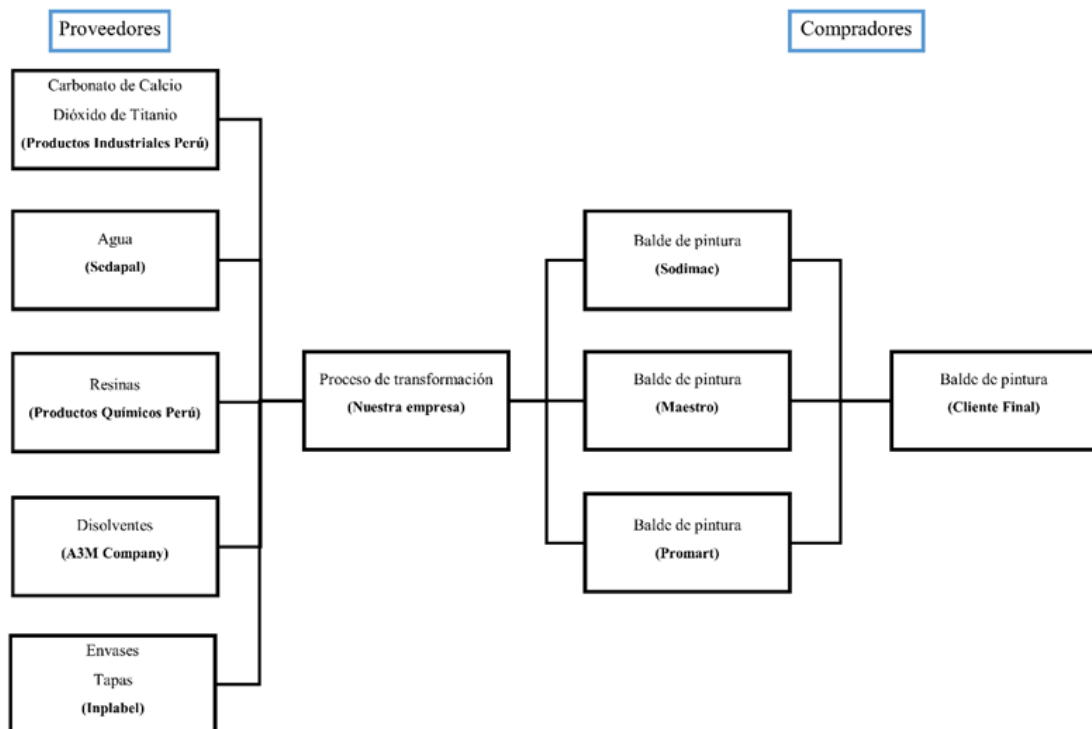 Proveedores
Compradores
Carbonato de Calcio
Dióxido de Titanio
(Productos Industriales Perú)
Agua
(Sedapal)
Resinas
(Productos Químicos Perú)
Disolventes
(A3M Company)
Envases
Tapas
(Inplabel)
Proceso de transformación
(Nuestra empresa)
Balde de pintura
(Sodimac)
Balde de pintura
(Maestro)
Balde de pintura
(Promart)
Balde de pintura
(Cliente Final)